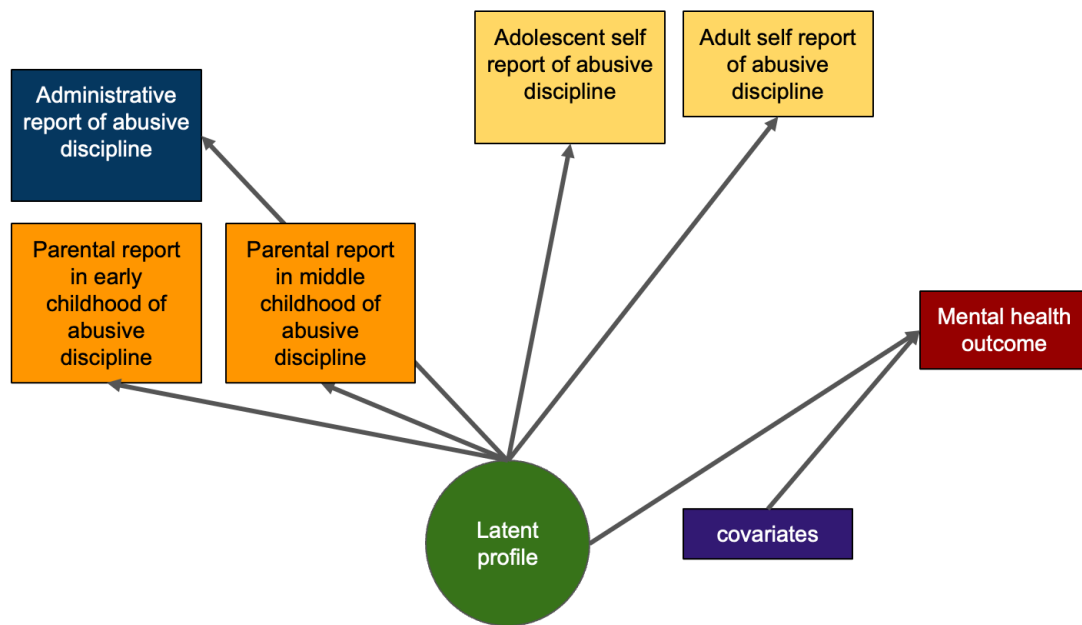 Administrative
report of abusive
discipline
Adolescent self
report of abusive
discipline
Adult self report
of abusive
discipline
Parental report
in early
childhood of
abusive
discipline
Parental report
in middle
childhood of
abusive
discipline
Mental health
outcome
Latent
profile
covariates